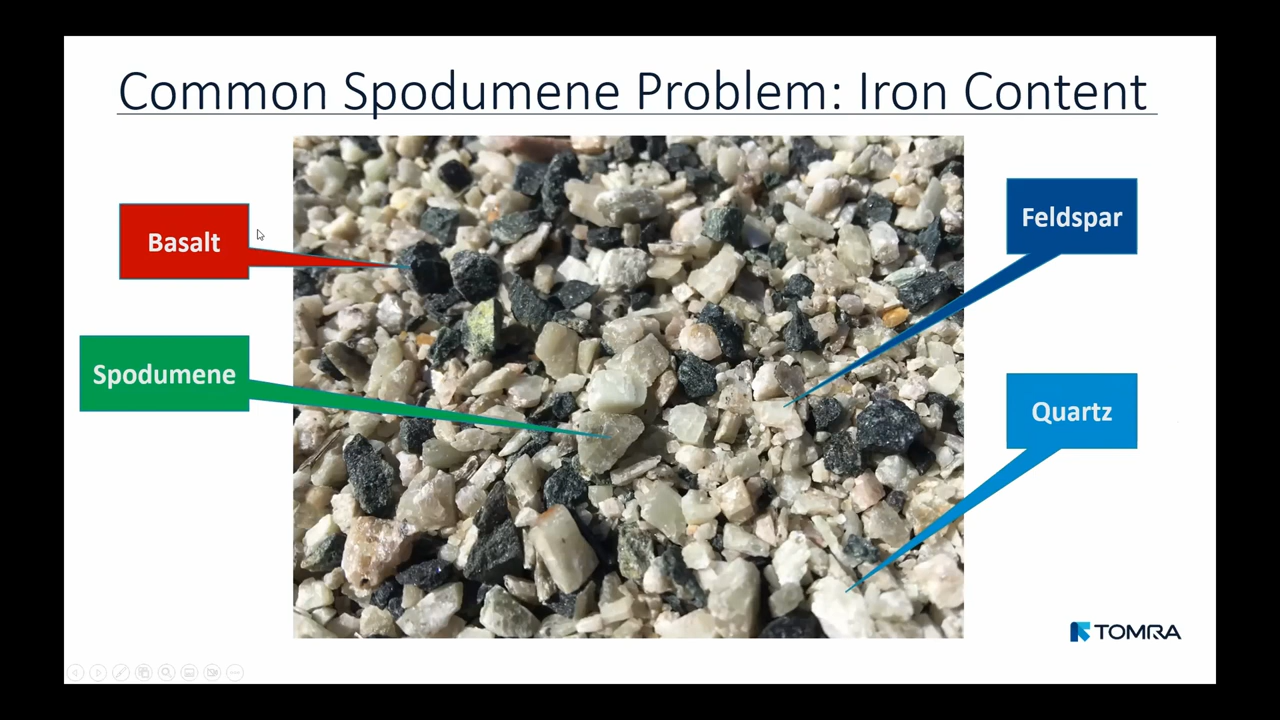 Common Spodumene Problem: Iron Content
Basalt
Feldspar
Spodumene
Quartz
TOMRA